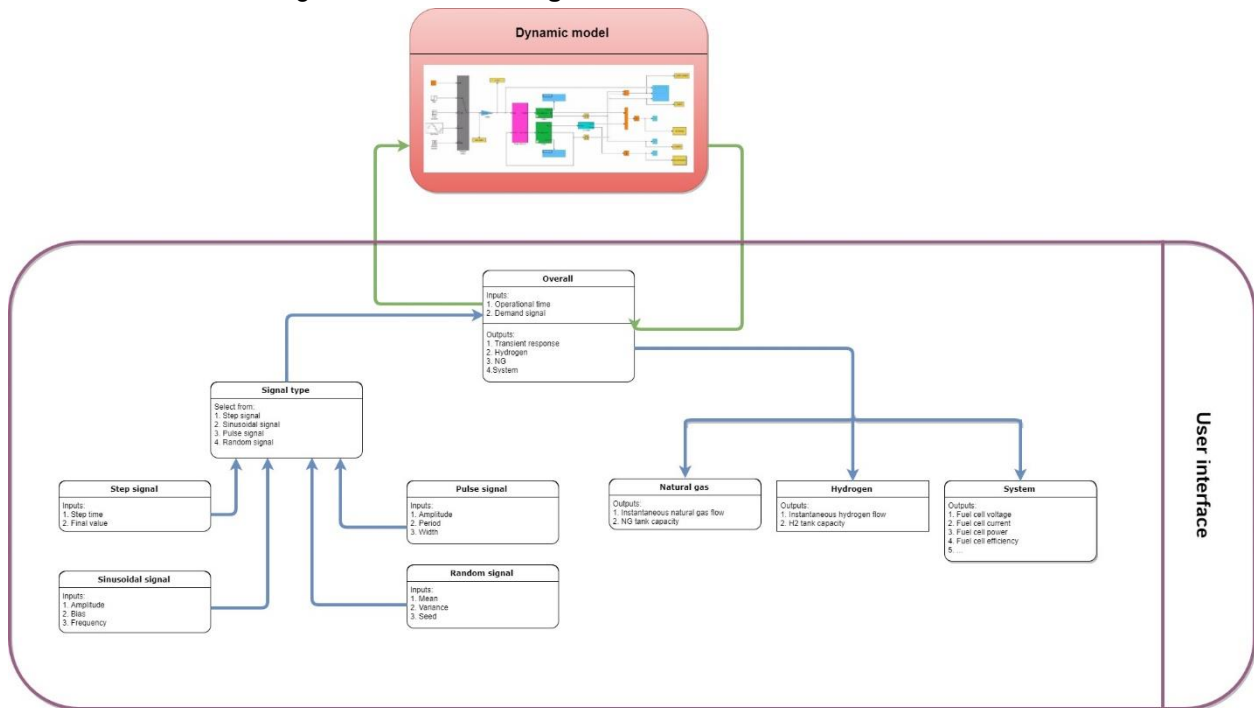 Dynamic model
Overall
Inputs:
1. Operational time
2. Demand signal
Outputs:
1. Transient response
2. Hydrogen
3. NG
4.System
Signal type
Select from:
1. Step signal
2. Sinusoidal signal
3. Pulse signal
4. Random signal
Step signal
Inputs:
1. Step time
2. Final value
Pulse signal
Inputs:
1. Amplitude
2. Period
3. Width
Sinusoidal signal
Inputs:
1. Amplitude
2. Bias
3. Frequency
Random signal
Inputs:
1. Mean
2. Variance
3. Seed
Natural gas
Outputs:
1. Instantaneous natural gas flow
2. NG tank capacity
Hydrogen
Outputs:
1. Instantaneous hydrogen flow
2. H2 tank capacity
System
Outputs:
1. Fuel cell voltage
2. Fuel cell current
3. Fuel cell power
4. Fuel cell efficiency
5. ...
User interface